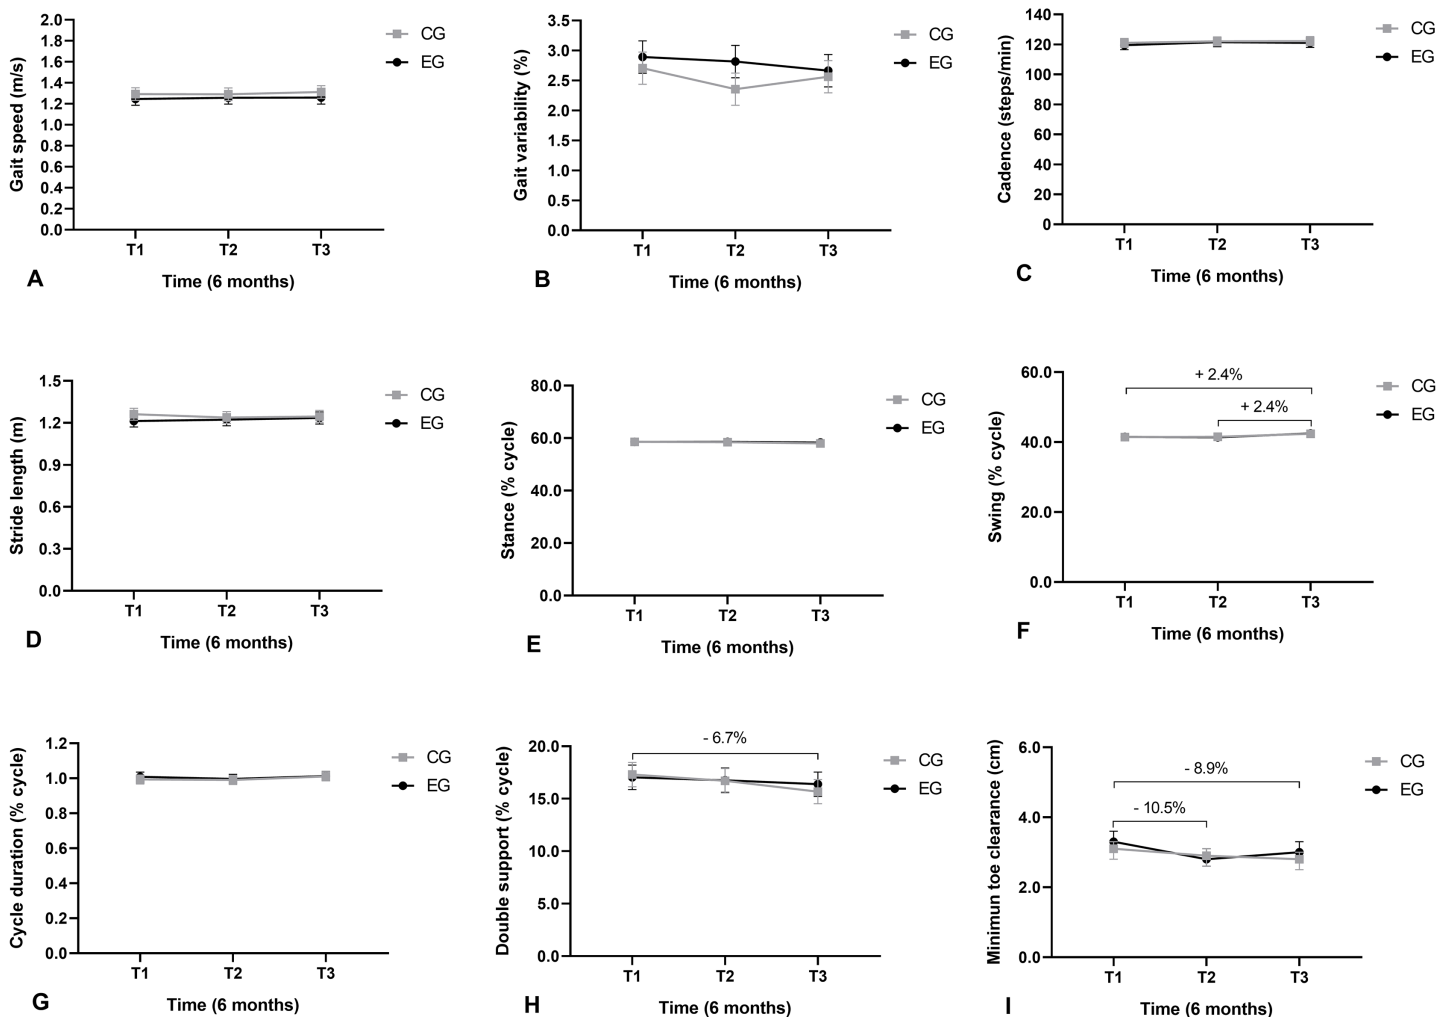 2.0
1.8
1.6
1.4
1.2
1.0
0.8
0.6
0.4
0.2
0.0
Gait speed (m/s)
T1 T2 T3
Time (6 months)
CG
EG
A
3.5
3.0
2.5
2.0
1.5
1.0
0.5
0.0
Gait variability (%)
T1 T2 T3
Time (6 months)
CG
EG
B
140
120
100
80
60
40
20
0
Cadence (steps/min)
T1 T2 T3
Time (6 months)
CG
EG
C
1.5
1.2
0.9
0.6
0.3
0.0
Stride length (m)
T1 T2 T3
Time (6 months)
CG
EG
D
80.0
60.0
40.0
20.0
0.0
Stance (% cycle)
T1 T2 T3
Time (6 months)
CG
EG
E
60.0
40.0
20.0
0.0
Swing (% cycle)
+ 2.4%
+ 2.4%
T1 T2 T3
Time (6 months)
CG
EG
F
1.2
1.0
0.8
0.6
0.4
0.2
0.0
Cycle duration (% cycle)
T1 T2 T3
Time (6 months)
CG
EG
G
20.0
15.0
10.0
5.0
0.0
Double support (% cycle)
- 6.7%
T1 T2 T3
Time (6 months)
CG
EG
H
6.0
4.0
2.0
0.0
Minimun toe clearance (cm)
- 8.9%
- 10.5%
T1 T2 T3
Time (6 months)
CG
EG
I